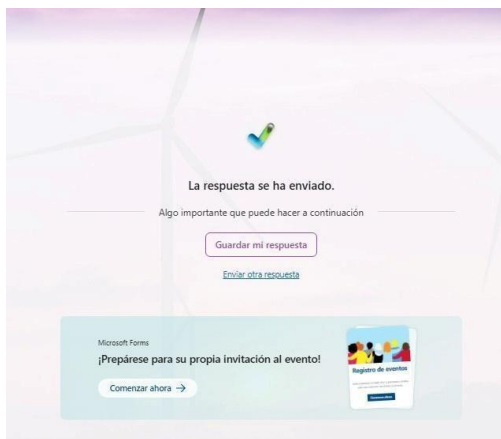 La respuesta se ha enviado.
Algo importante que puede hacer a continuación
Guardar mi respuesta
Enviar otra respuesta
Microsoft Forms
¡Prepárese para su propia invitación al evento!
Comenzar ahora →
Registro de eventos